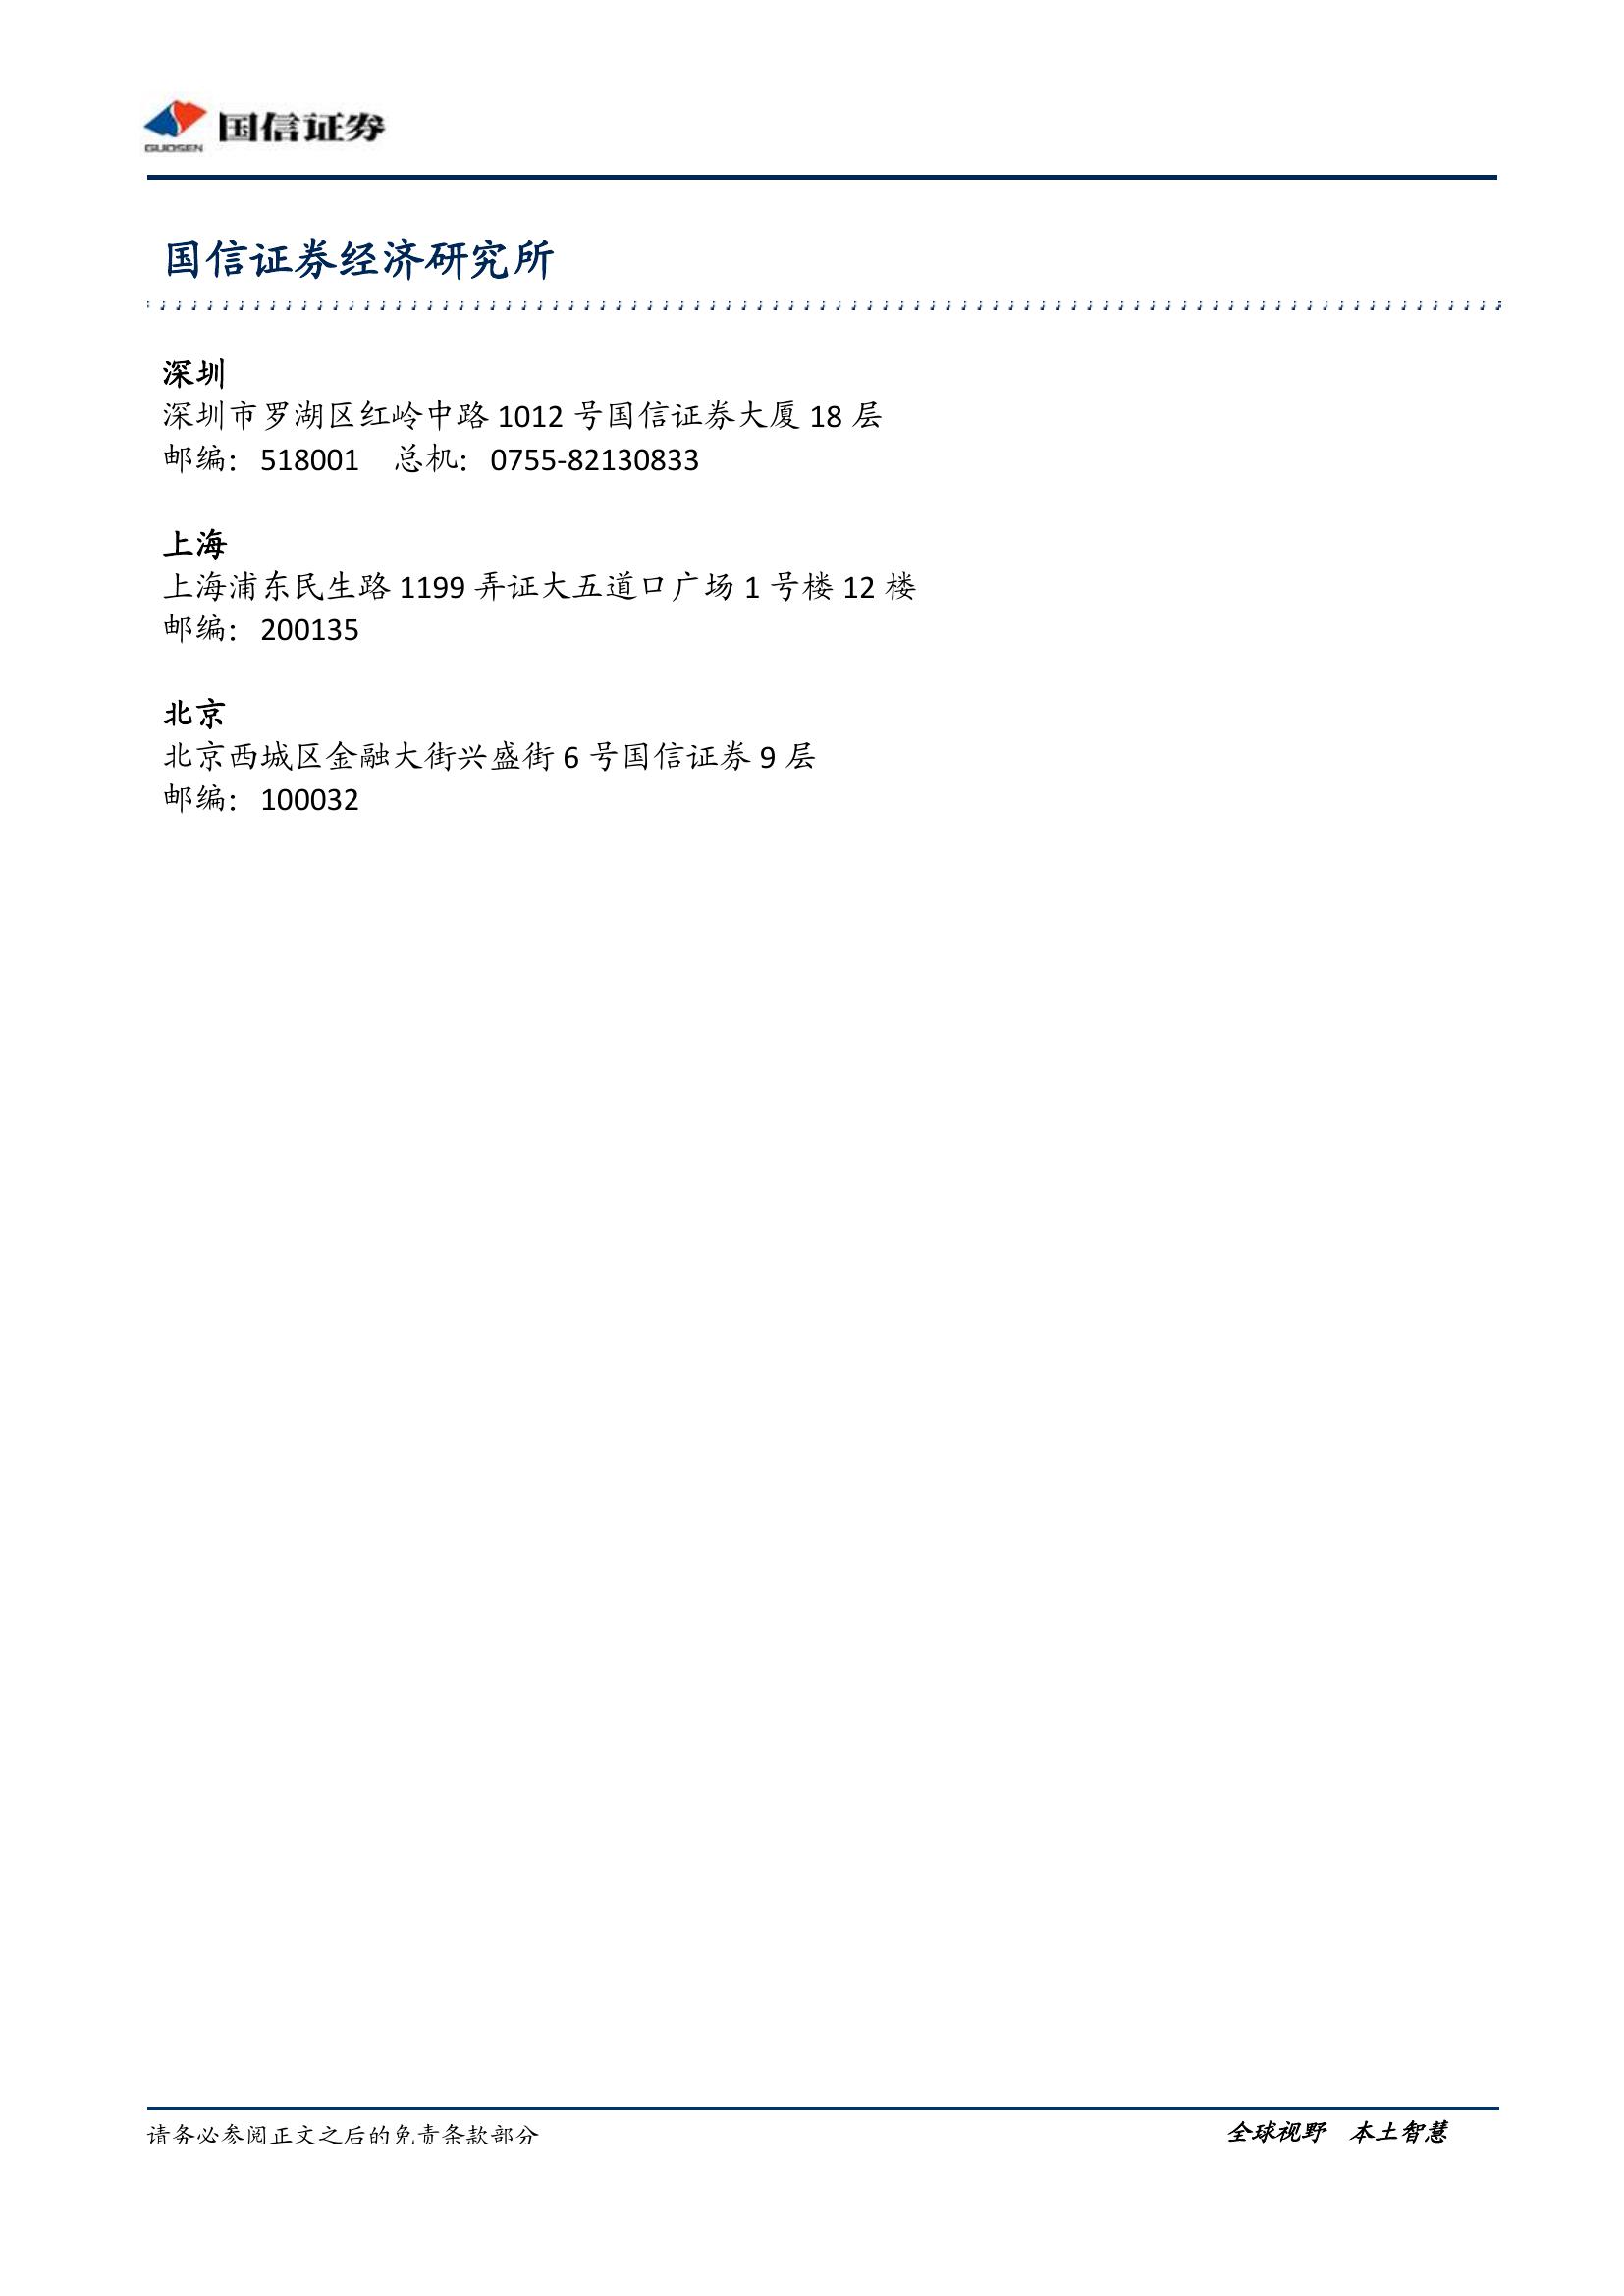 国信证券
GUOSEN
国信证券经济研究所
深圳
深圳市罗湖区红岭中路 1012 号国信证券大厦 18 层
邮编：518001 总机：0755-82130833
上海
上海浦东民生路 1199 弄证大五道口广场 1 号楼 12 楼
邮编：200135
北京
北京西城区金融大街兴盛街 6 号国信证券 9 层
邮编：100032
请务必参阅正文之后的免责条款部分
全球视野 本土智慧